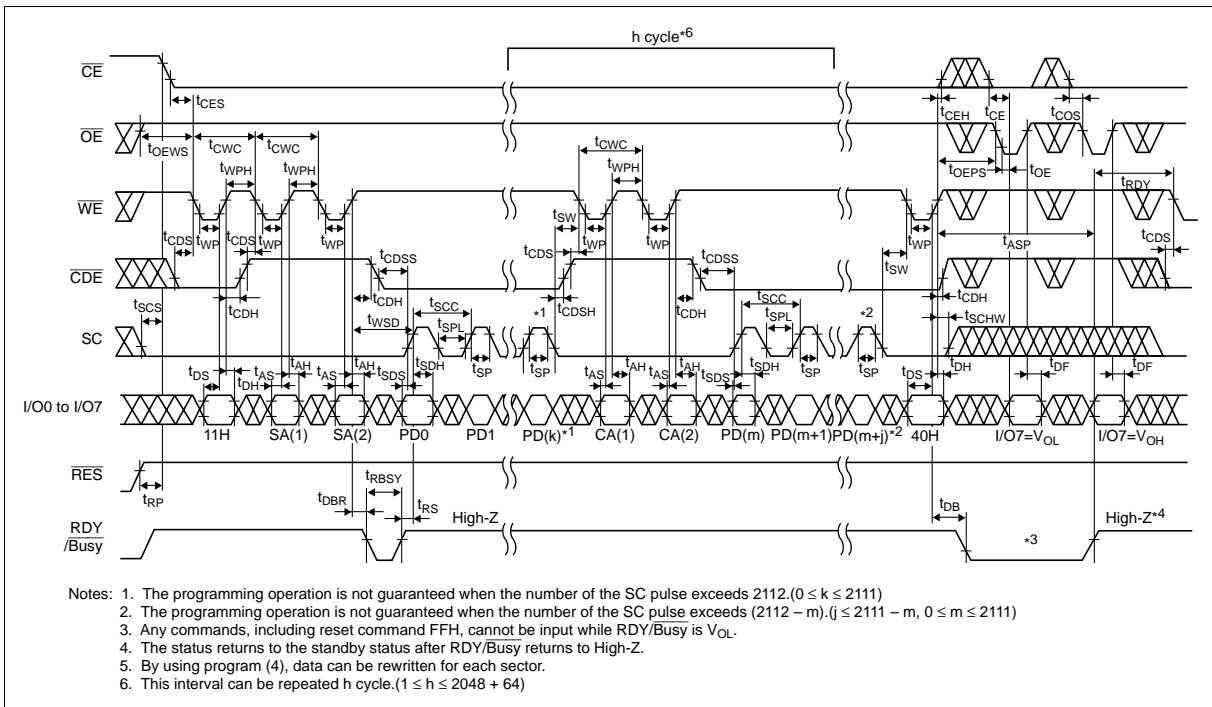 h cycle*6
CE
tCES
tCEH
tCE
tCOS
OE
tOEWS
tCWC
tCWC
tCWC
tWPH
tWPH
tWPH
tOEPS
tOE
tRDY
WE
tCDS
tWP
tCDS
tWP
tWP
tSW
tCDS
tWP
tWP
tWP
tSW
tASP
tCDS
CDE
tSCS
tCDH
tCDSS
tCDH
tWSD
tSCC
tSPL
*1
tCDSH
tCDH
tCDSS
tSCC
tSPL
*2
tCDH
tSCHW
SC
tDS
tDH
tAS
tAH
tAS
tAH
tSDS
tSDH
tSP
tSP
tAS
tAH
tAS
tAH
tSDS
tSDH
tSP
tSP
tDS
tDH
tDF
tDF
I/O0 to I/O7
11H
SA(1)
SA(2)
PD0
PD1
PD(k)*1
CA(1)
CA(2)
PD(m)
PD(m+1)
PD(m+j)*2
40H
I/O7=VOL
I/O7=VOH
RES
tRP
tDBR
tRBSY
tRS
tDB
RDY
/Busy
High-Z
*3
High-Z*4
Notes: 1. The programming operation is not guaranteed when the number of the SC pulse exceeds 2112.(0 ≤ k ≤ 2111)
2. The programming operation is not guaranteed when the number of the SC pulse exceeds (2112 – m).(j ≤ 2111 – m, 0 ≤ m ≤ 2111)
3. Any commands, including reset command FFH, cannot be input while RDY/Busy is VOL.
4. The status returns to the standby status after RDY/Busy returns to High-Z.
5. By using program (4), data can be rewritten for each sector.
6. This interval can be repeated h cycle.(1 ≤ h ≤ 2048 + 64)